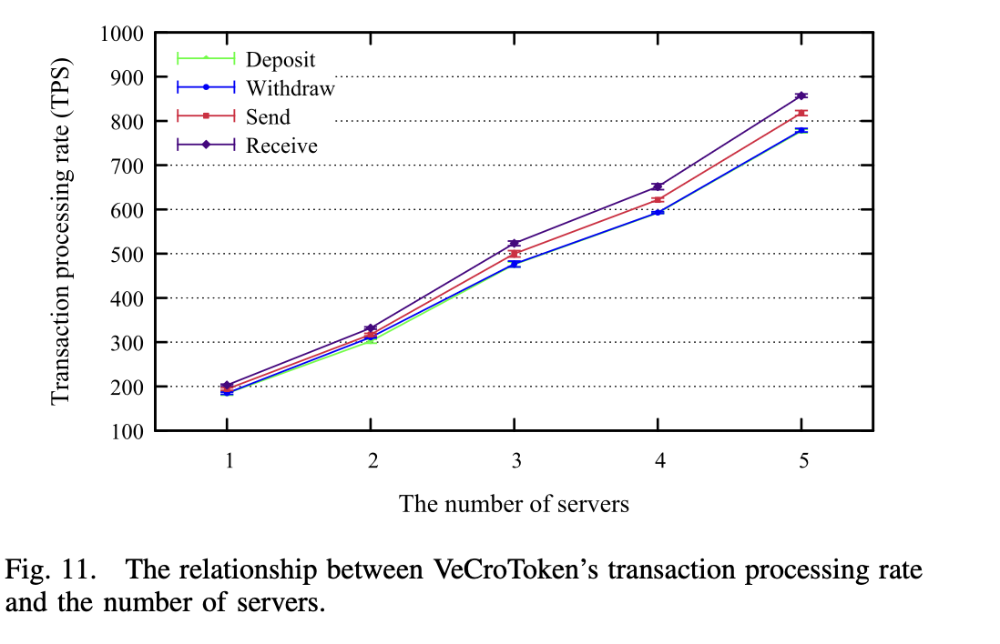 1000
900
800
700
600
500
400
300
200
100
Transaction processing rate (TPS)
Deposit
Withdraw
Send
Receive
1 2 3 4 5
The number of servers
Fig. 11. The relationship between VeCroToken's transaction processing rate
and the number of servers.